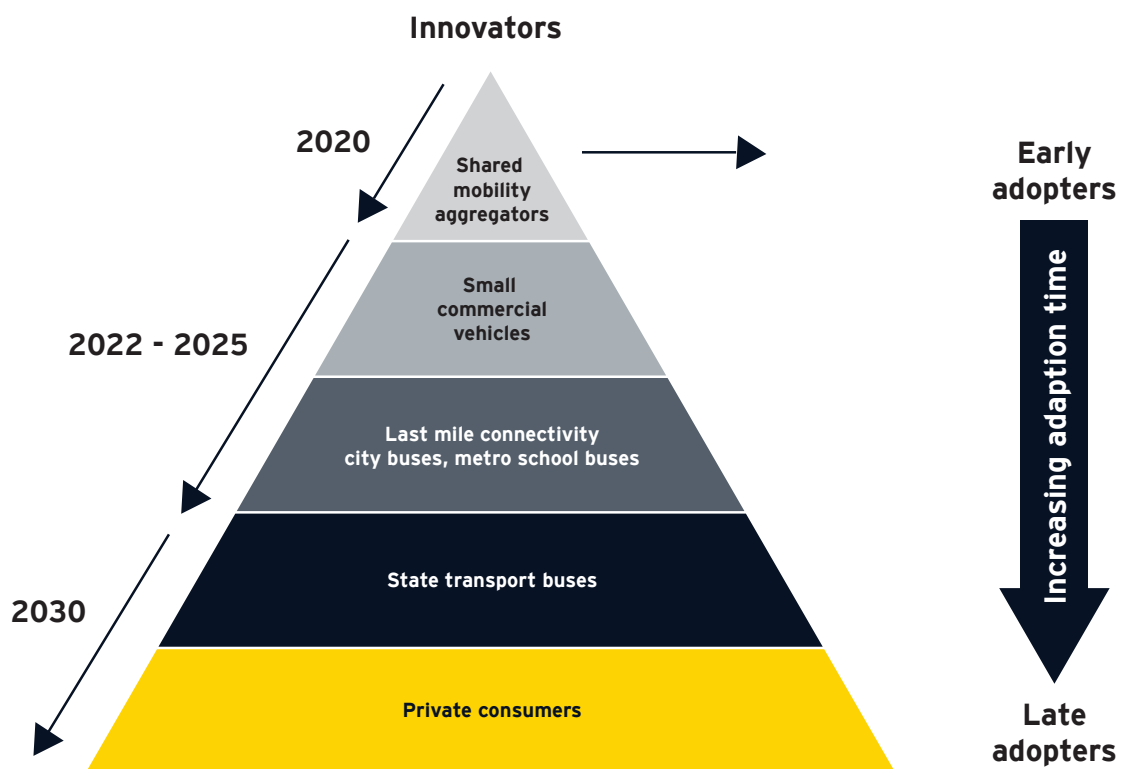 Innovators
2020
Shared
mobility
aggregators
Early
adopters
Small
commercial
vehicles
2022 - 2025
Increasing adaption time
Last mile connectivity
city buses, metro school buses
State transport buses
2030
Private consumers
Late
adopters